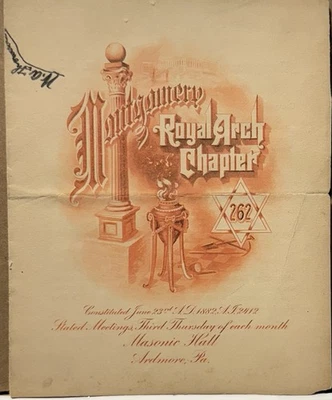 Montgomery
Royal Arch
Chapter
262
Constituted June 23rd A.D. 1882 A.I. 2412
Stated Meetings, Third Thursday of each month
Masonic Hall
Ardmore, Pa.